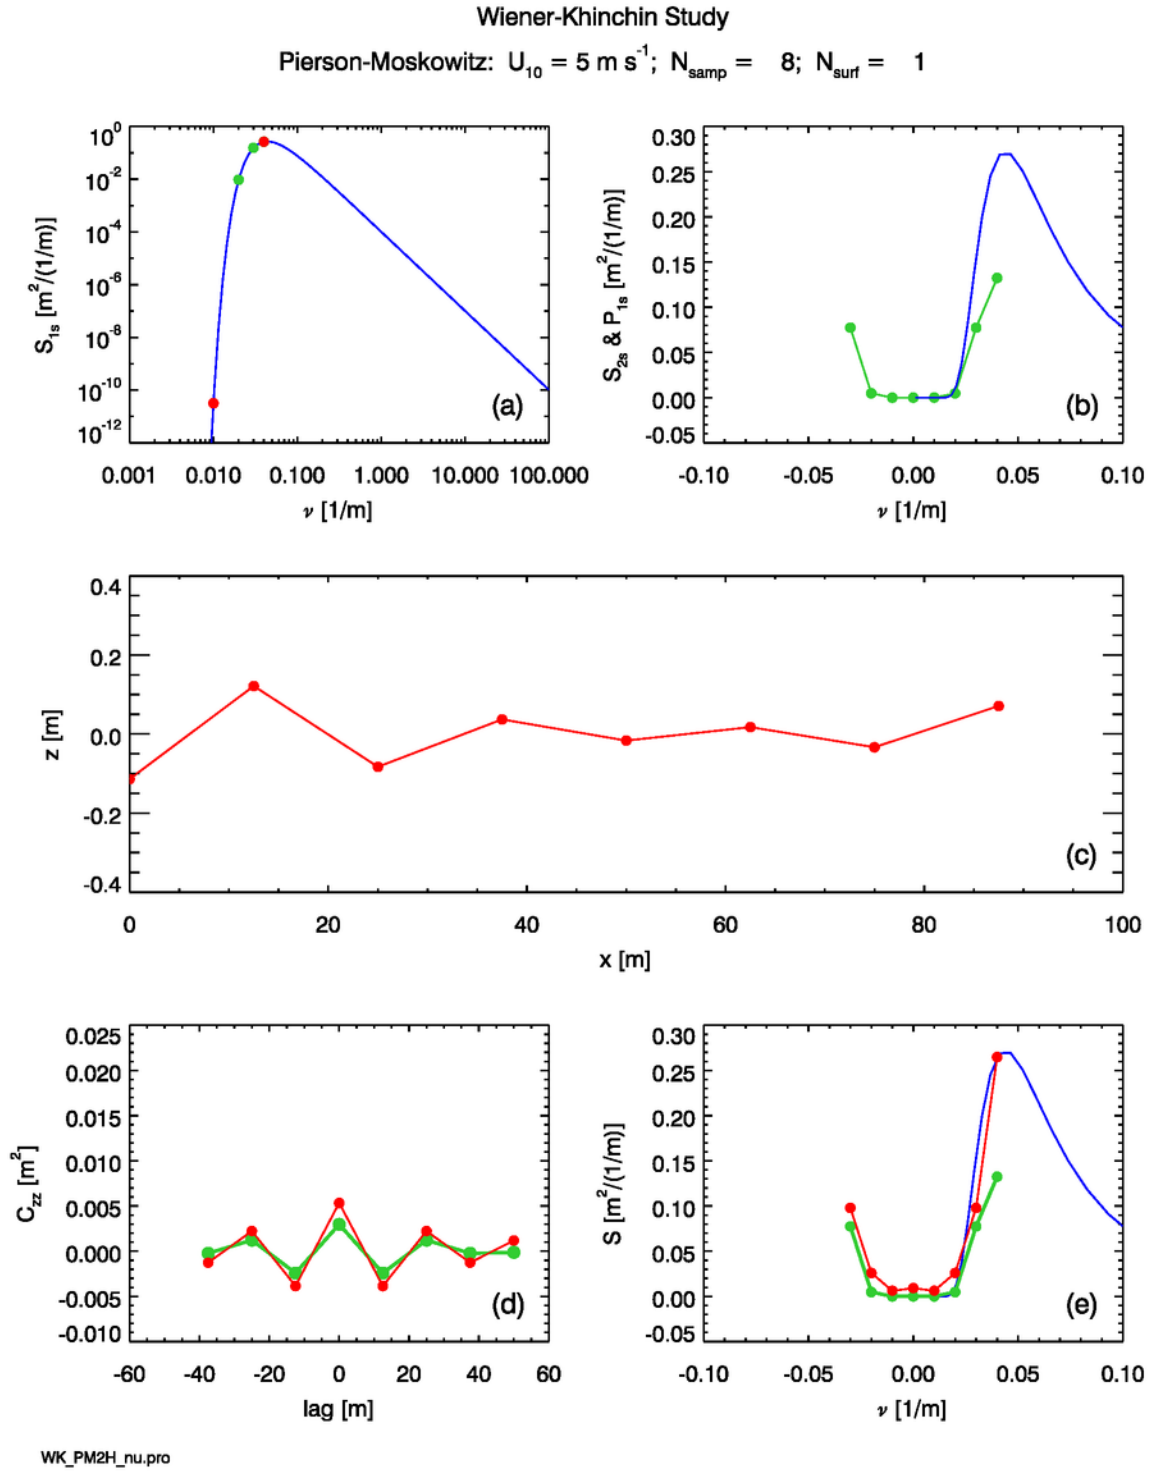 Wiener-Khinchin Study
Pierson-Moskowitz: U₁₀ = 5 m s⁻¹; N_samp = 8; N_surf = 1
S₁ₛ [m²/(1/m)]
10⁰
10⁻²
10⁻⁴
10⁻⁶
10⁻⁸
10⁻¹⁰
10⁻¹²
(a)
0.001 0.010 0.100 1.000 10.000 100.000
ν [1/m]
S₂ₛ & P₁ₛ [m²/(1/m)]
0.30
0.25
0.20
0.15
0.10
0.05
0.00
-0.05
(b)
-0.10 -0.05 0.00 0.05 0.10
ν [1/m]
z [m]
0.4
0.2
0.0
-0.2
-0.4
(c)
0 20 40 60 80 100
x [m]
C_zz [m²]
0.025
0.020
0.015
0.010
0.005
0.000
-0.005
-0.010
(d)
-60 -40 -20 0 20 40 60
lag [m]
S [m²/(1/m)]
0.30
0.25
0.20
0.15
0.10
0.05
0.00
-0.05
(e)
-0.10 -0.05 0.00 0.05 0.10
ν [1/m]
WK_PM2H_nu.pro